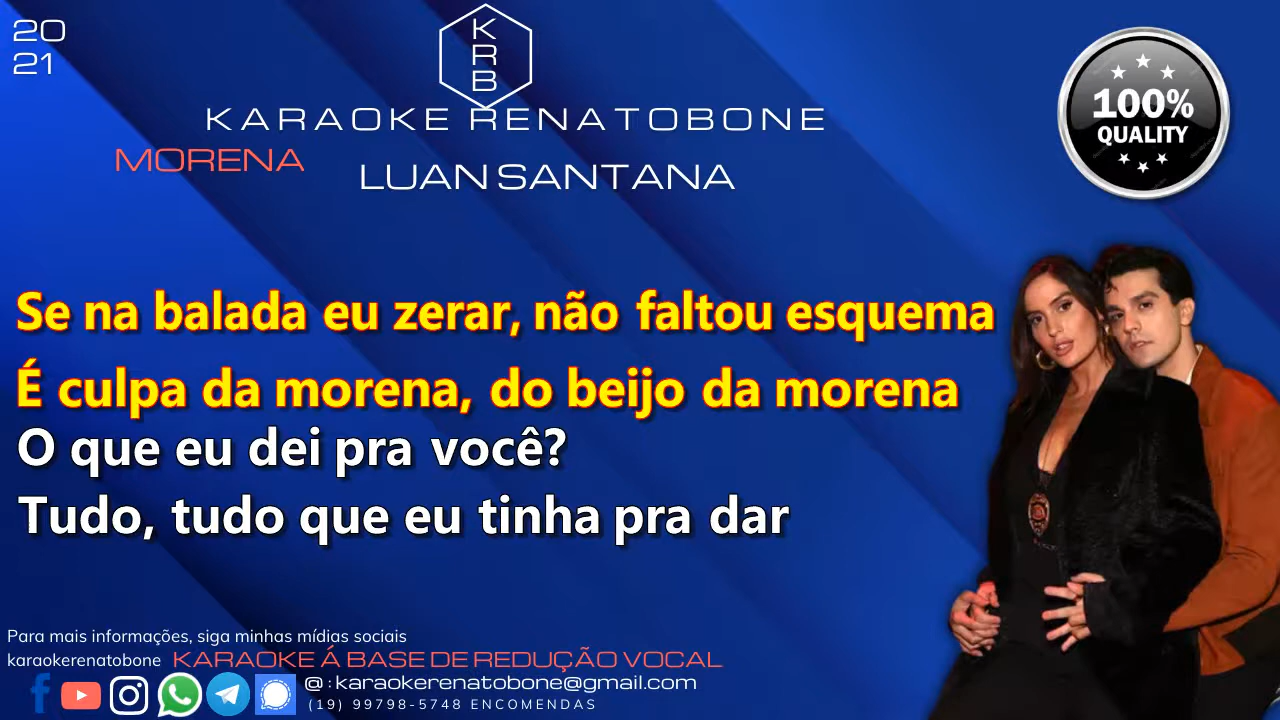 20
21
K
R
B
KARAOKE RENATOBONE
MORENA
LUAN SANTANA
100%
QUALITY
Se na balada eu zerar, não faltou esquema
É culpa da morena, do beijo da morena
O que eu dei pra você?
Tudo, tudo que eu tinha pra dar
Para mais informações, siga minhas mídias sociais
karaokerenatobone KARAOKE Á BASE DE REDUÇÃO VOCAL
@ : karaokerenatobone@gmail.com
(19) 99798-5748 ENCOMENDAS